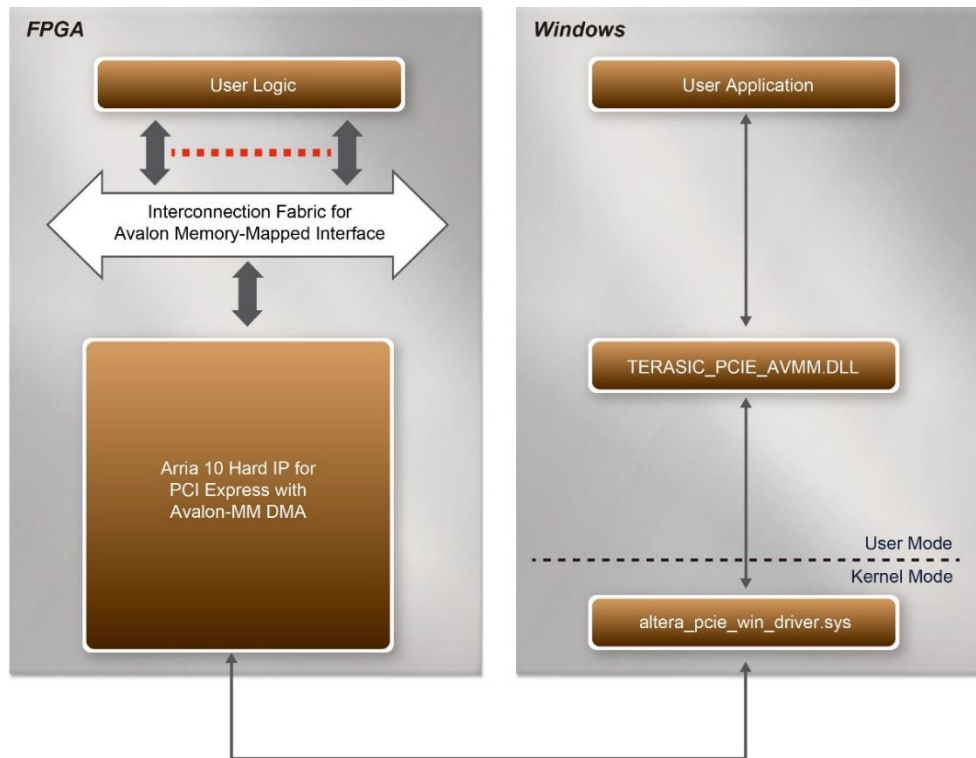 FPGA
User Logic
Interconnection Fabric for
Avalon Memory-Mapped Interface
Arria 10 Hard IP for
PCI Express with
Avalon-MM DMA
Windows
User Application
TERASIC_PCIE_AVMM.DLL
User Mode
Kernel Mode
altera_pcie_win_driver.sys